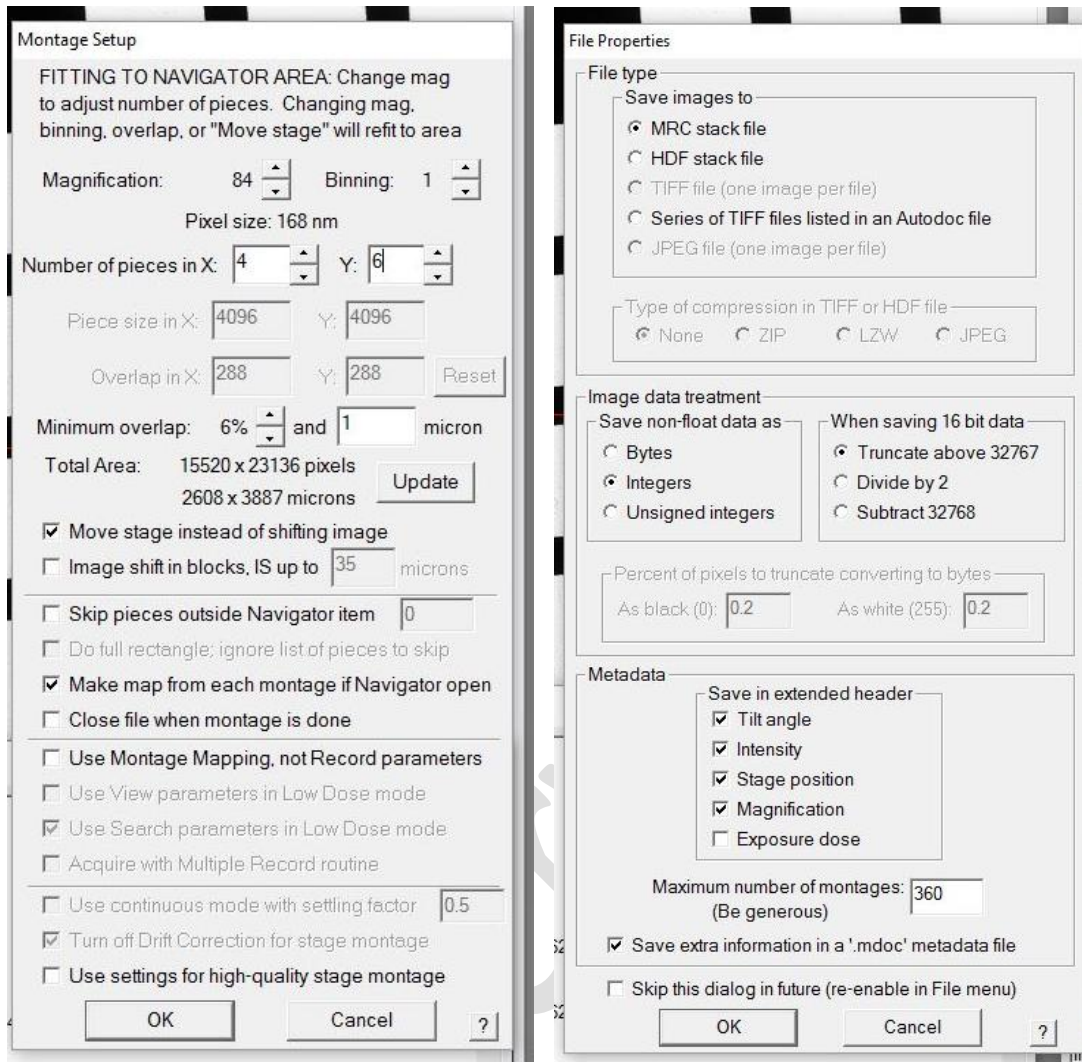 Montage Setup
FITTING TO NAVIGATOR AREA: Change mag
to adjust number of pieces. Changing mag,
binning, overlap, or "Move stage" will refit to area
Magnification: 84 Binning: 1
Pixel size: 168 nm
Number of pieces in X: 4 Y: 6
Piece size in X: 4096 Y: 4096
Overlap in X: 288 Y: 288 Reset
Minimum overlap: 6% and 1 micron
Total Area: 15520 x 23136 pixels
2608 x 3887 microns Update
Move stage instead of shifting image
Image shift in blocks, IS up to 35 microns
Skip pieces outside Navigator item 0
Do full rectangle; ignore list of pieces to skip
Make map from each montage if Navigator open
Close file when montage is done
Use Montage Mapping, not Record parameters
Use View parameters in Low Dose mode
Use Search parameters in Low Dose mode
Acquire with Multiple Record routine
Use continuous mode with settling factor 0.5
Turn off Drift Correction for stage montage
Use settings for high-quality stage montage
OK Cancel ?
File Properties
File type
Save images to
MRC stack file
HDF stack file
TIFF file (one image per file)
Series of TIFF files listed in an Autodoc file
JPEG file (one image per file)
Type of compression in TIFF or HDF file
None ZIP LZW JPEG
Image data treatment
Save non-float data as
Bytes
Integers
Unsigned integers
When saving 16 bit data
Truncate above 32767
Divide by 2
Subtract 32768
Percent of pixels to truncate converting to bytes
As black (0): 0.2 As white (255): 0.2
Metadata
Save in extended header
Tilt angle
Intensity
Stage position
Magnification
Exposure dose
Maximum number of montages: 360
(Be generous)
Save extra information in a '.mdoc' metadata file
Skip this dialog in future (re-enable in File menu)
OK Cancel ?